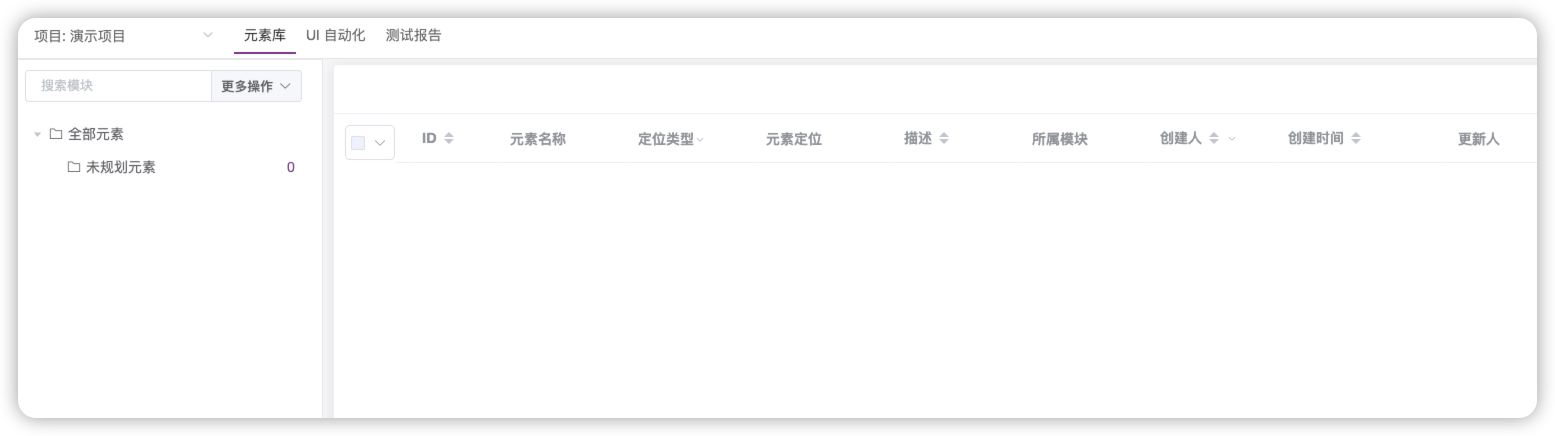 项目: 演示项目 元素库 UI 自动化 测试报告
搜索模块 更多操作
全部元素
未规划元素 0
ID 元素名称 定位类型 元素定位 描述 所属模块 创建人 创建时间 更新人